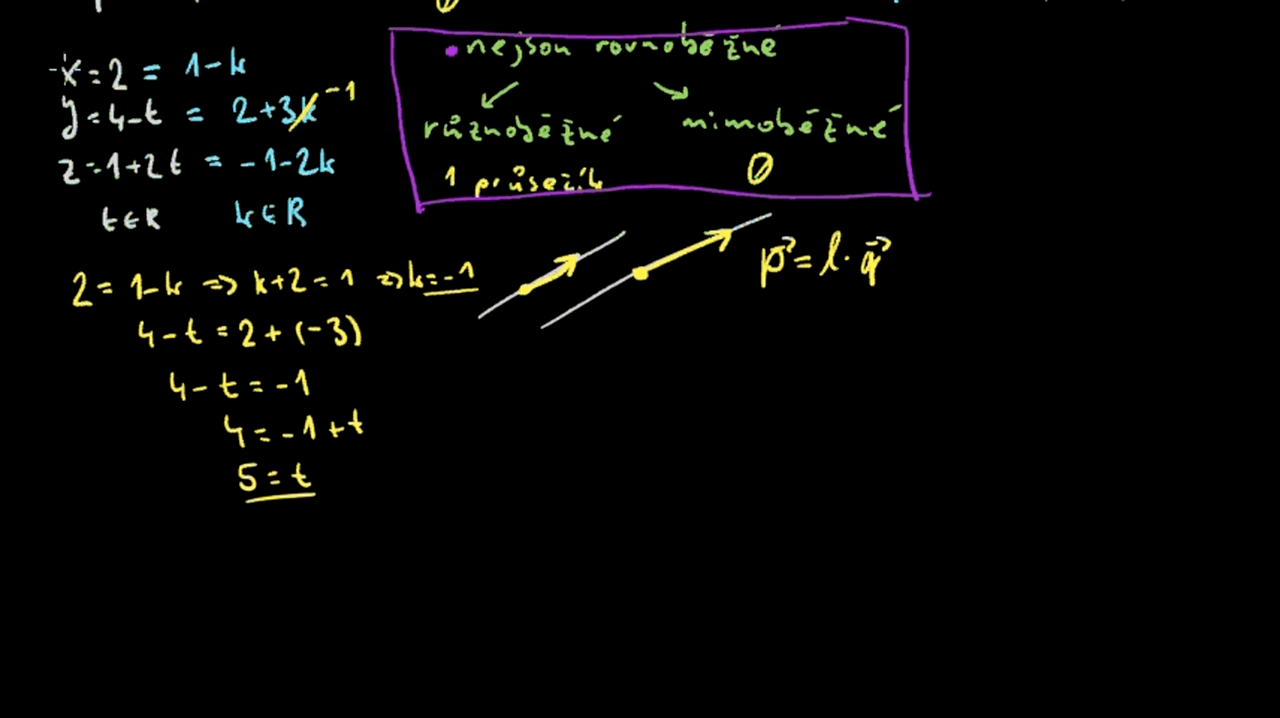 • nejsou rovnoběžné
x = 2 = 1 - k
y = 4 - t = 2 + 3k -1
různoběžné mimoběžné
z = 1 + 2t = -1 - 2k
1 průsečík ∅
t ∈ R k ∈ R
p⃗ = l · q⃗
2 = 1 - k => k + 2 = 1 => k = -1
4 - t = 2 + (-3)
4 - t = -1
4 = -1 + t
5 = t